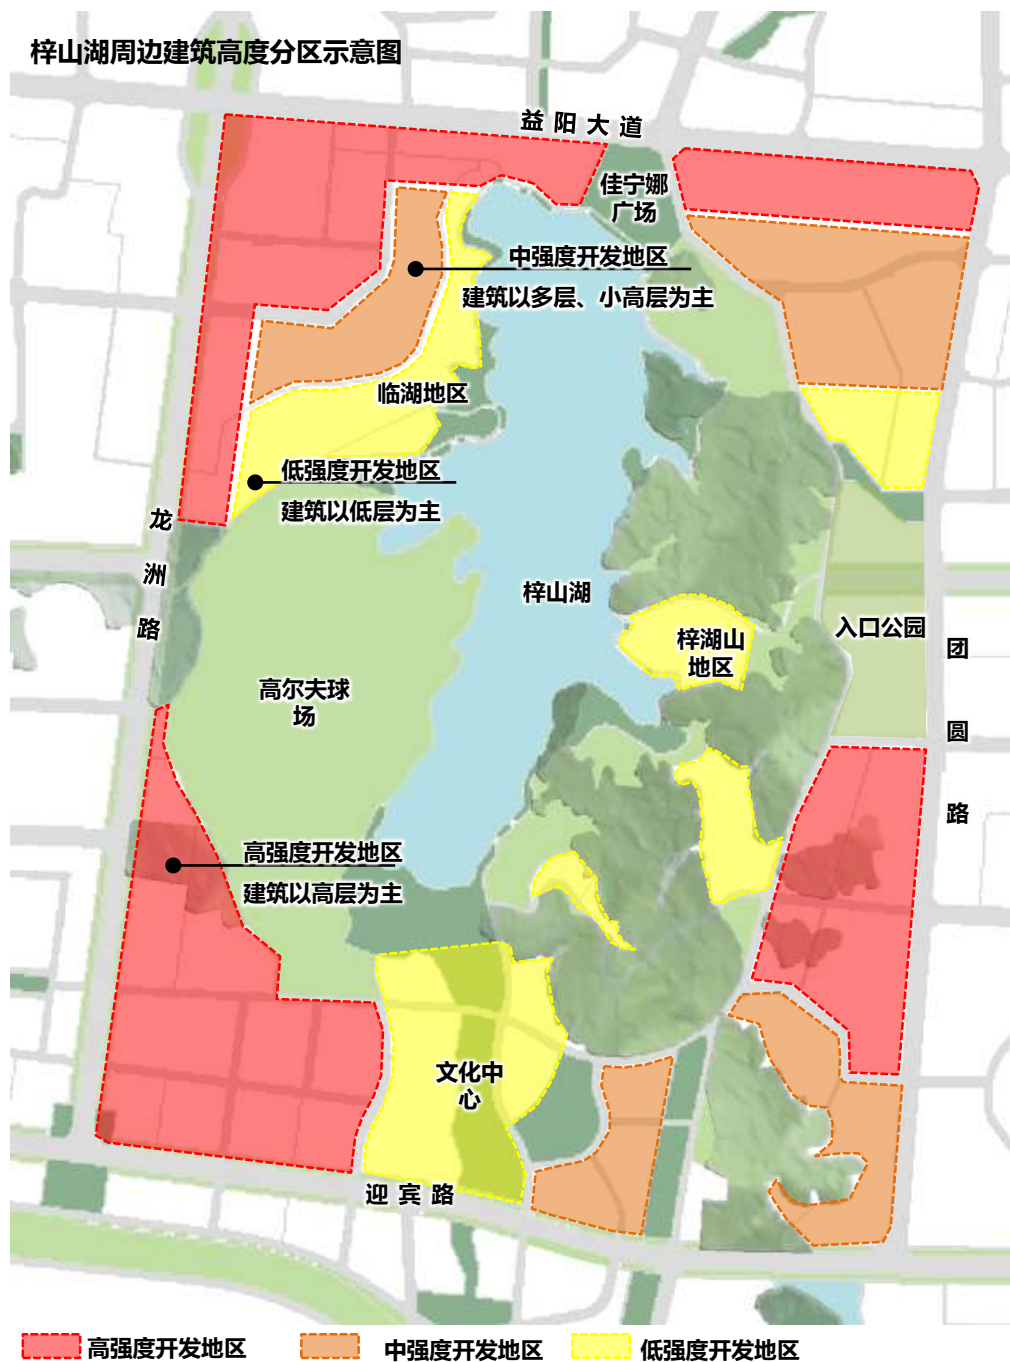 梓山湖周边建筑高度分区示意图
益阳大道
佳宁娜
广场
中强度开发地区
建筑以多层、小高层为主
临湖地区
低强度开发地区
建筑以低层为主
龙洲路
梓山湖
梓湖山
地区
入口公园
团圆路
高尔夫球
场
高强度开发地区
建筑以高层为主
文化中
心
迎宾路
高强度开发地区
中强度开发地区
低强度开发地区